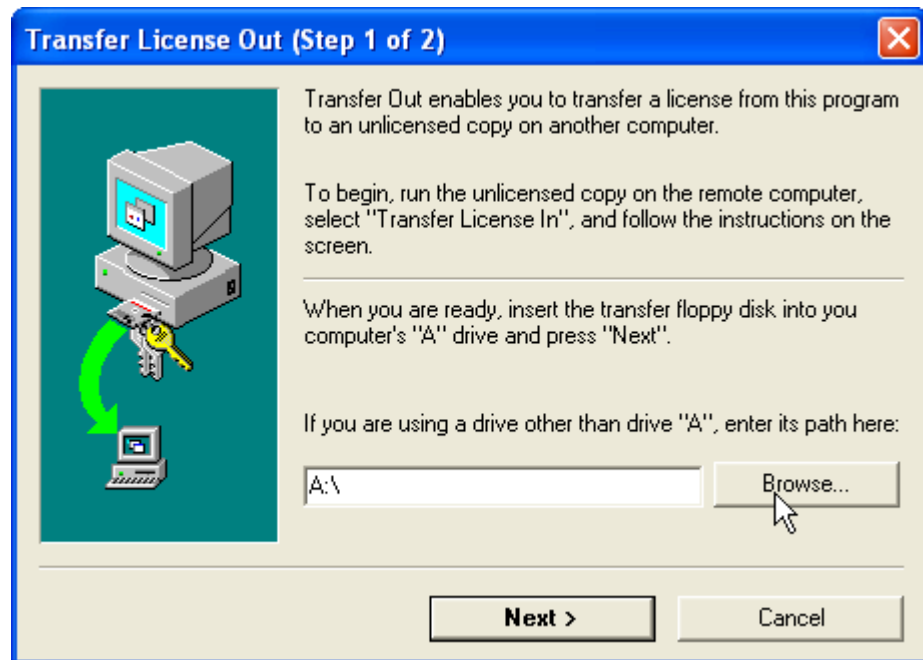 Transfer License Out (Step 1 of 2)
Transfer Out enables you to transfer a license from this program
to an unlicensed copy on another computer.
To begin, run the unlicensed copy on the remote computer,
select "Transfer License In", and follow the instructions on the
screen.
When you are ready, insert the transfer floppy disk into you
computer's "A" drive and press "Next".
If you are using a drive other than drive "A", enter its path here:
A:\
Browse...
Next >
Cancel